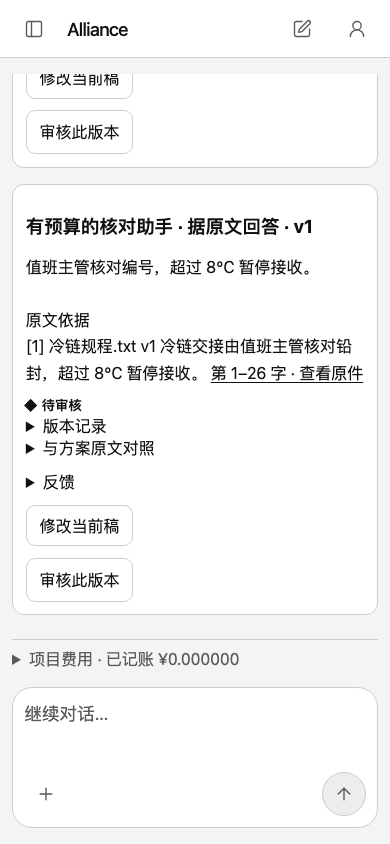 Alliance
修改当前稿
审核此版本
有预算的核对助手 · 据原文回答 · v1
值班主管核对编号，超过 8°C 暂停接收。
原文依据
[1] 冷链规程.txt v1 冷链交接由值班主管核对铅
封，超过 8°C 暂停接收。 第 1–26 字 · 查看原件
◆ 待审核
▶ 版本记录
▶ 与方案原文对照
▶ 反馈
修改当前稿
审核此版本
▶ 项目费用 · 已记账 ¥0.000000
继续对话...